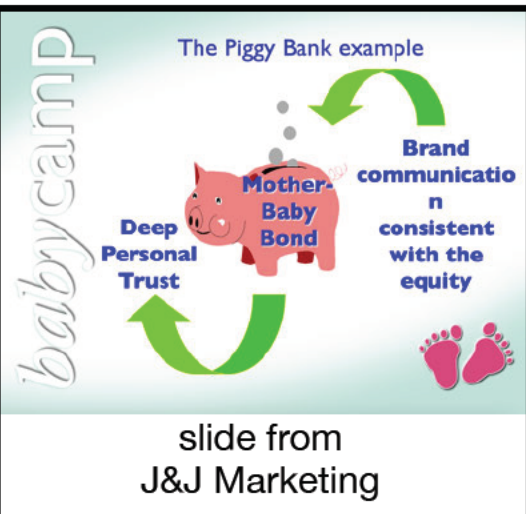 babycamp
The Piggy Bank example
Mother-
Baby
Bond
Brand
communicatio
n
consistent
with the
equity
Deep
Personal
Trust
slide from
J&J Marketing